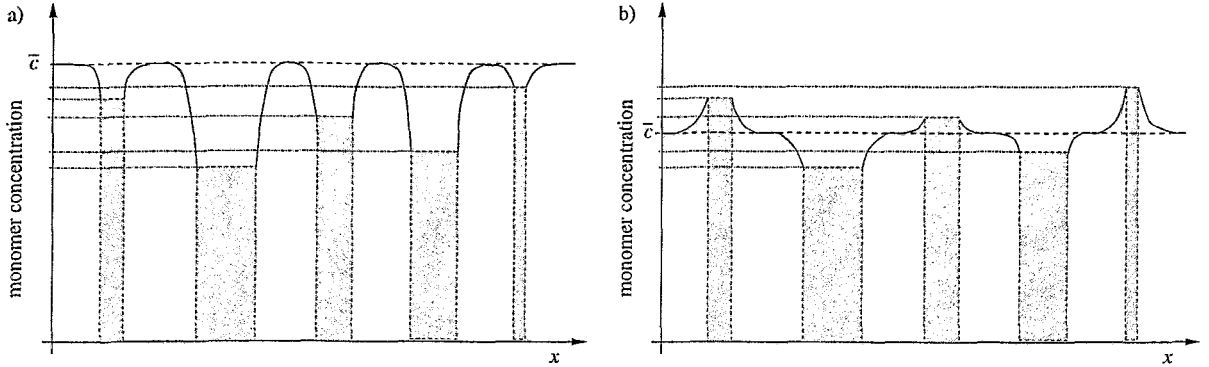 a)
c̅
monomer concentration
x
b)
c̅
monomer concentration
x